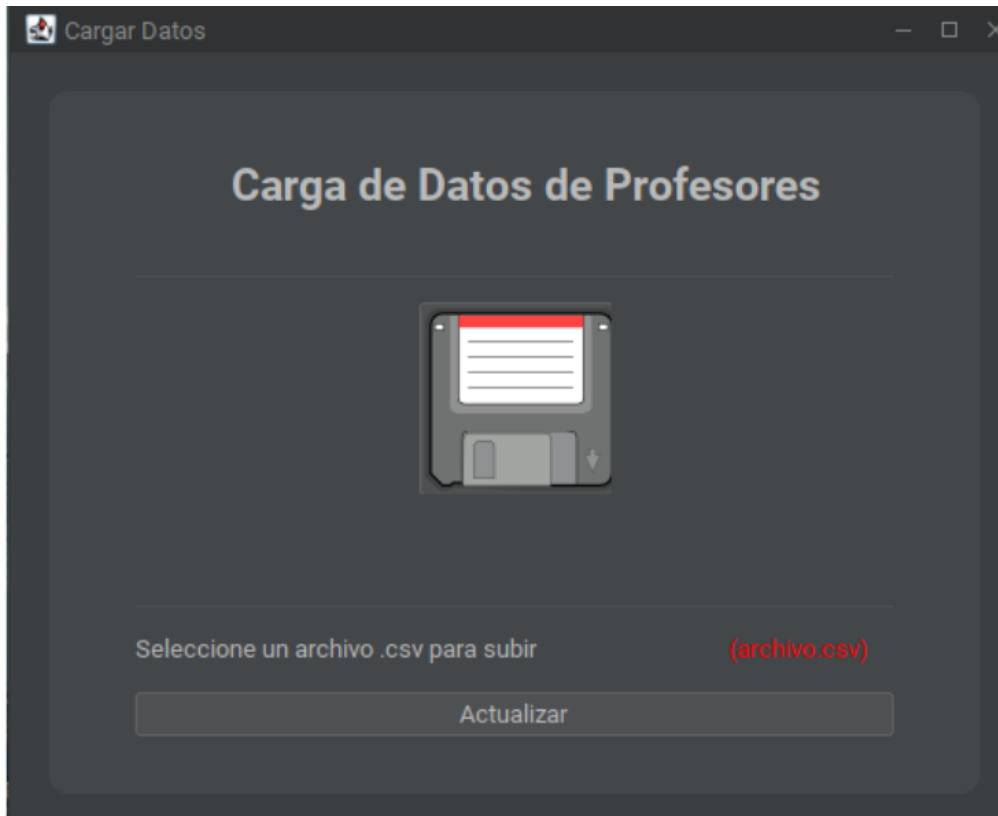 Cargar Datos
Carga de Datos de Profesores
Seleccione un archivo .csv para subir (archivo.csv)
Actualizar